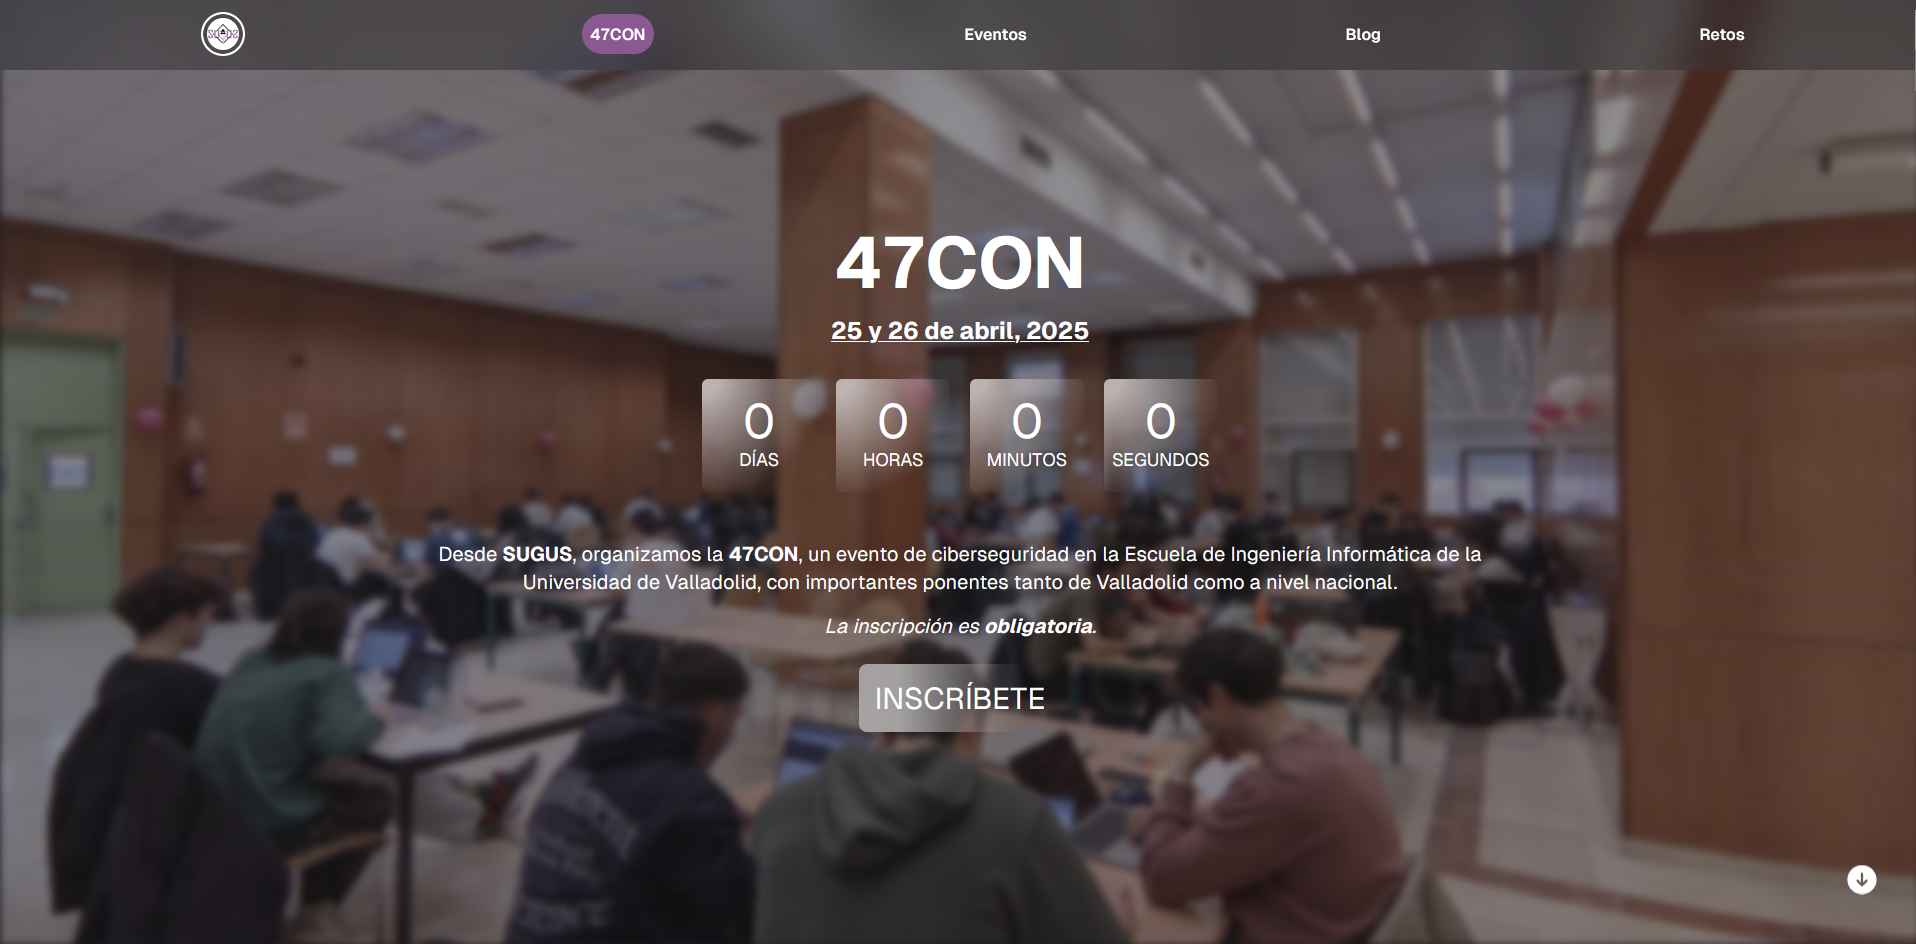 SUGUS
47CON
Eventos
Blog
Retos
47CON
25 y 26 de abril, 2025
0 0 0 0
DÍAS HORAS MINUTOS SEGUNDOS
Desde SUGUS, organizamos la 47CON, un evento de ciberseguridad en la Escuela de Ingeniería Informática de la
Universidad de Valladolid, con importantes ponentes tanto de Valladolid como a nivel nacional.
La inscripción es obligatoria.
INSCRÍBETE